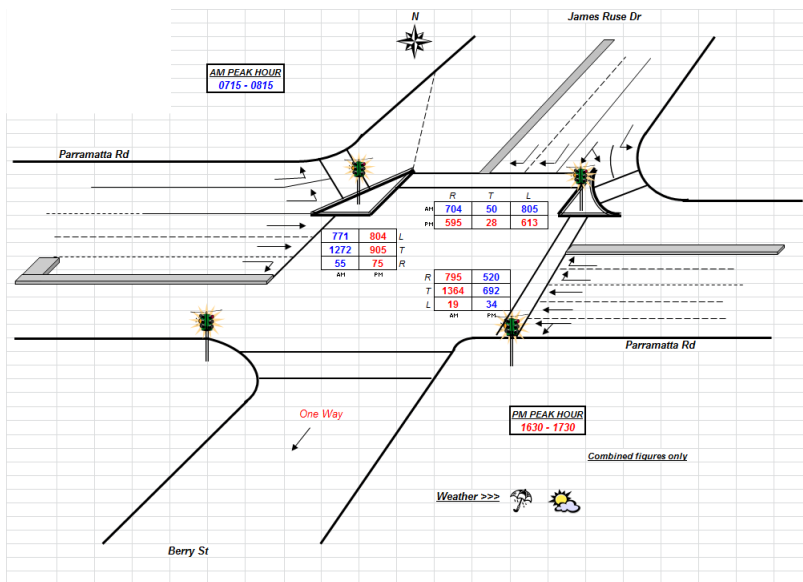 James Ruse Dr
N
AM PEAK HOUR
0715 - 0815
Parramatta Rd
R T L
AM 704 50 805
PM 595 28 613
771 804 L
1272 905 T
55 75 R
AM PM
R 795 520
T 1364 692
L 19 34
AM PM
Parramatta Rd
One Way
PM PEAK HOUR
1630 - 1730
Combined figures only
Weather >>>
Berry St